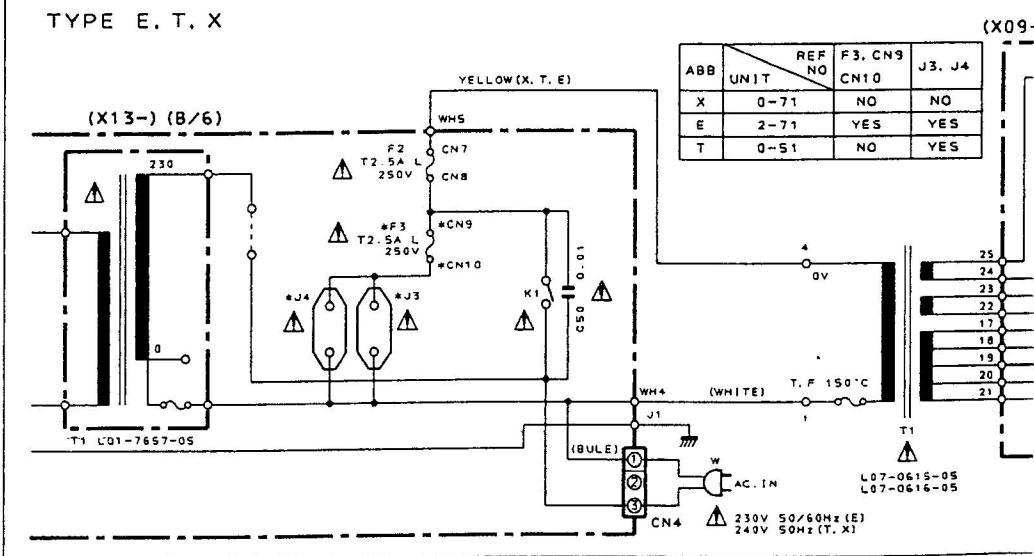 TYPE E. T. X
(X09-
ABB UNIT REF NO F3, CN9 CN10 J3, J4
X 0-71 NO NO
E 2-71 YES YES
T 0-51 NO YES
YELLOW(X. T. E)
(X13-) (B/6)
WH5
230
F2 CN7
T2.5A L
250V CN8
*F3 *CN9
T2.5A L
250V
*CN10
*J4 *J3
K1
C50 0.01
4
0V
25
24
23
22
17
18
19
20
21
0
WH4 (WHITE) T. F 150°C
J1
1
T1 L01-7657-05
T1
(BULE)
1
2
3
W
AC. IN
CN4
L07-0615-05
L07-0616-05
230V 50/60Hz(E)
240V 50Hz(T. X)